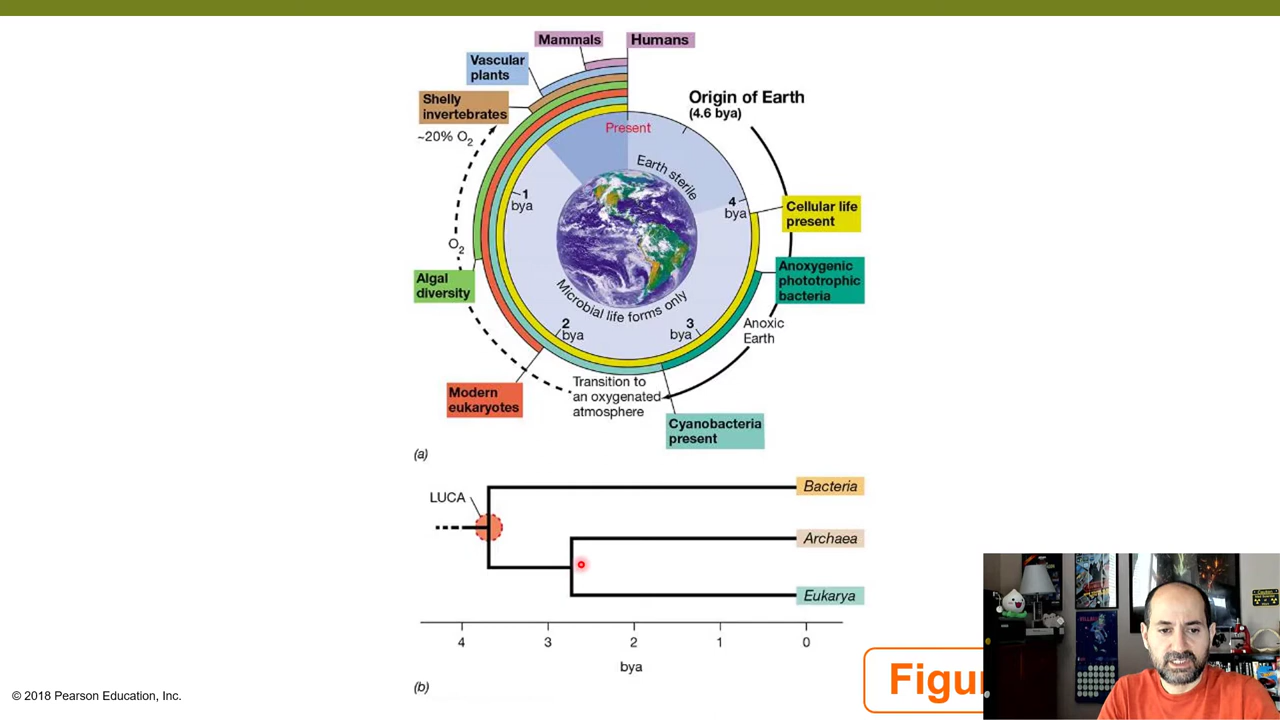 Mammals
Humans
Vascular
plants
Shelly
invertebrates
~20% O2
Origin of Earth
(4.6 bya)
Present
Earth sterile
1
bya
4
bya
Cellular life
present
O2
Algal
diversity
Anoxygenic
phototrophic
bacteria
Microbial life forms only
2
bya
3
bya
Anoxic
Earth
Modern
eukaryotes
Transition to
an oxygenated
atmosphere
Cyanobacteria
present
(a)
LUCA
Bacteria
Archaea
Eukarya
4 3 2 1 0
bya
(b)
© 2018 Pearson Education, Inc.